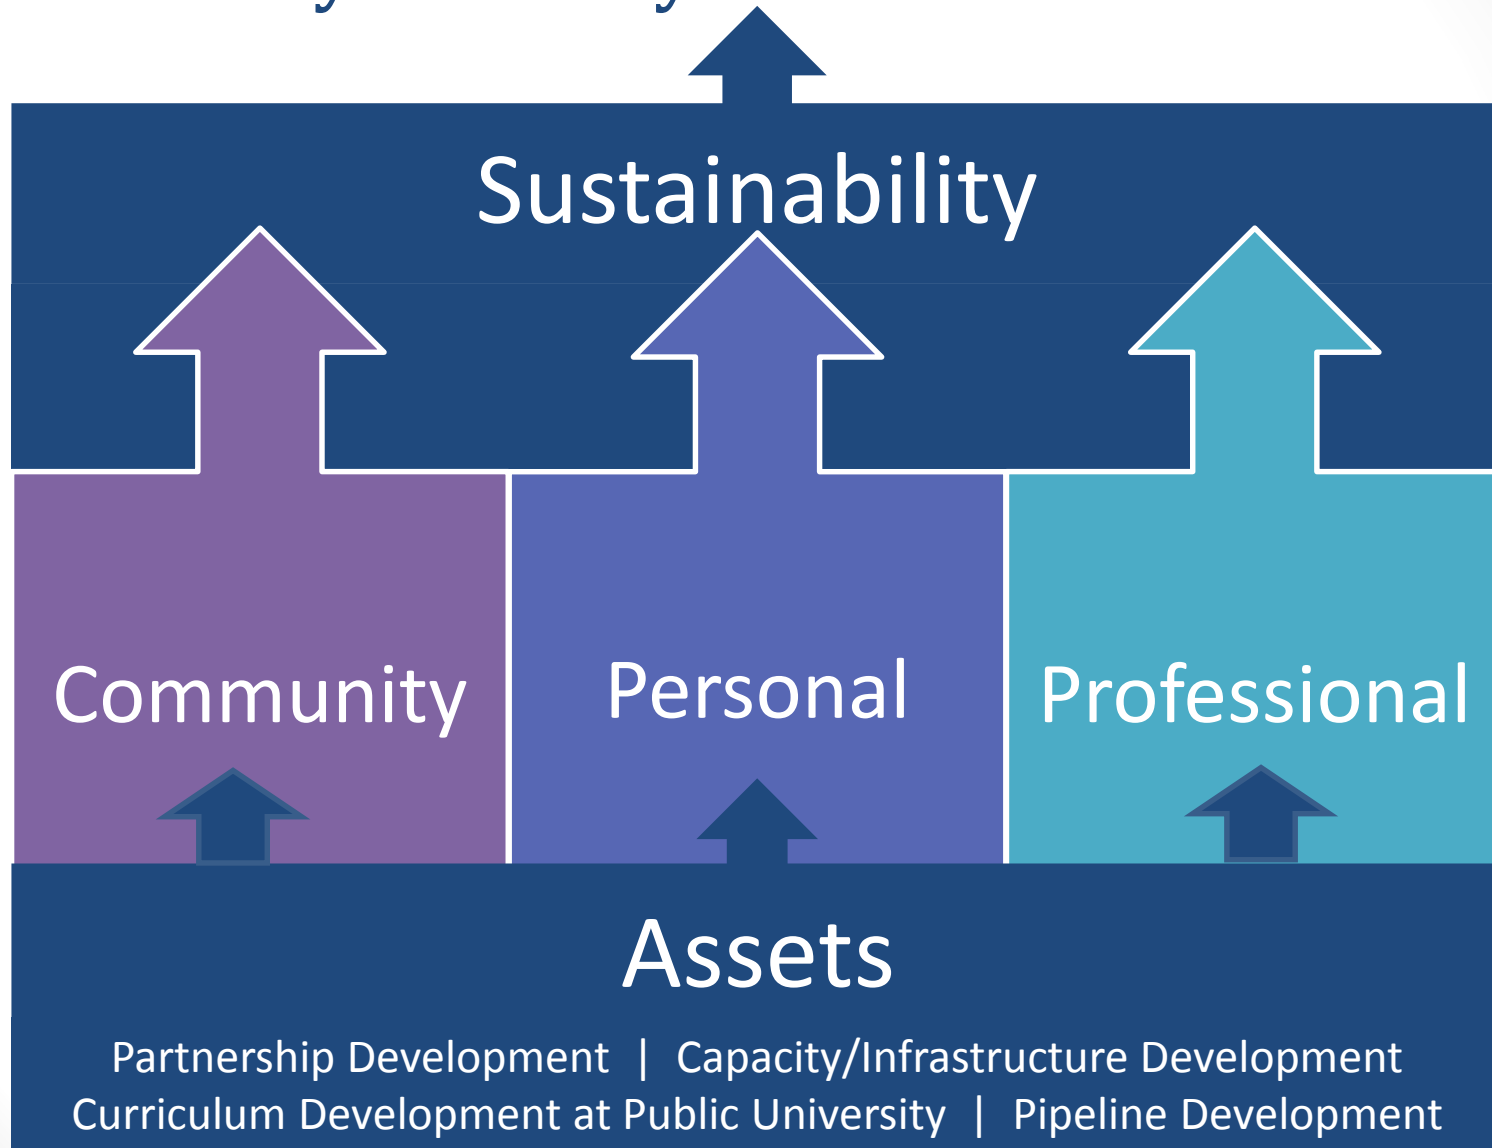 Sustainability
Community
Personal
Professional
Assets
Partnership Development | Capacity/Infrastructure Development
Curriculum Development at Public University | Pipeline Development